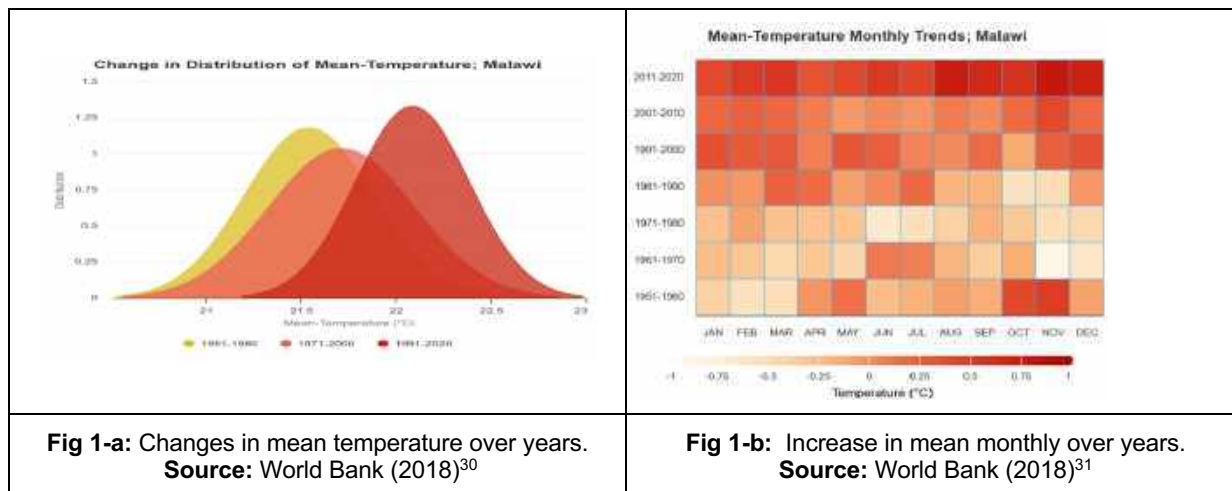 Change in Distribution of Mean-Temperature; Malawi
1.5
1.25
1
0.75
0.5
0.25
0
Distribution
21
21.5
22
22.5
23
Mean-Temperature (°C)
1951-1980
1971-2000
1991-2020
Mean-Temperature Monthly Trends; Malawi
2011-2020
2001-2010
1991-2000
1981-1990
1971-1980
1961-1970
1951-1960
JAN FEB MAR APR MAY JUN JUL AUG SEP OCT NOV DEC
-1 -0.75 -0.5 -0.25 0 0.25 0.5 0.75 1
Temperature (°C)
Fig 1-a: Changes in mean temperature over years.
Source: World Bank (2018)30
Fig 1-b: Increase in mean monthly over years.
Source: World Bank (2018)31